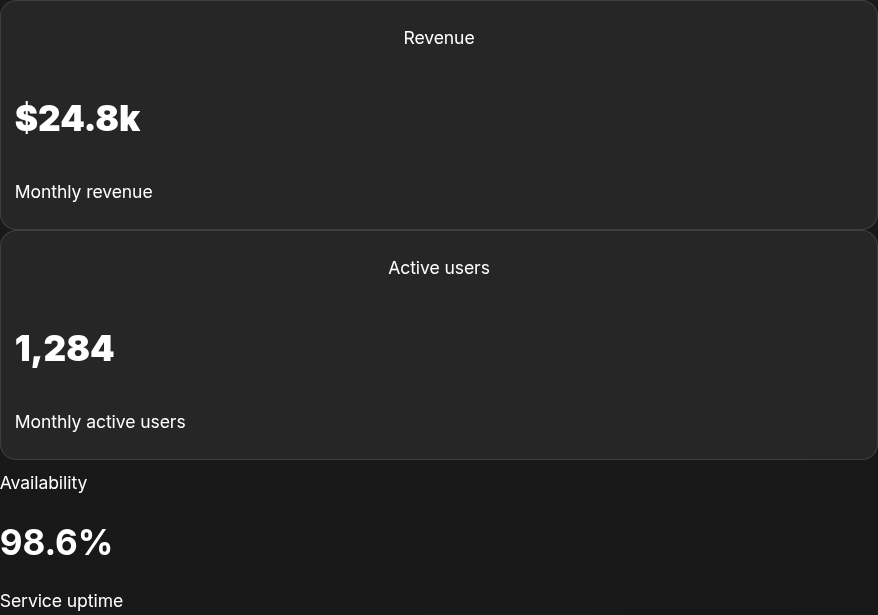 Revenue
$24.8k
Monthly revenue
Active users
1,284
Monthly active users
Availability
98.6%
Service uptime